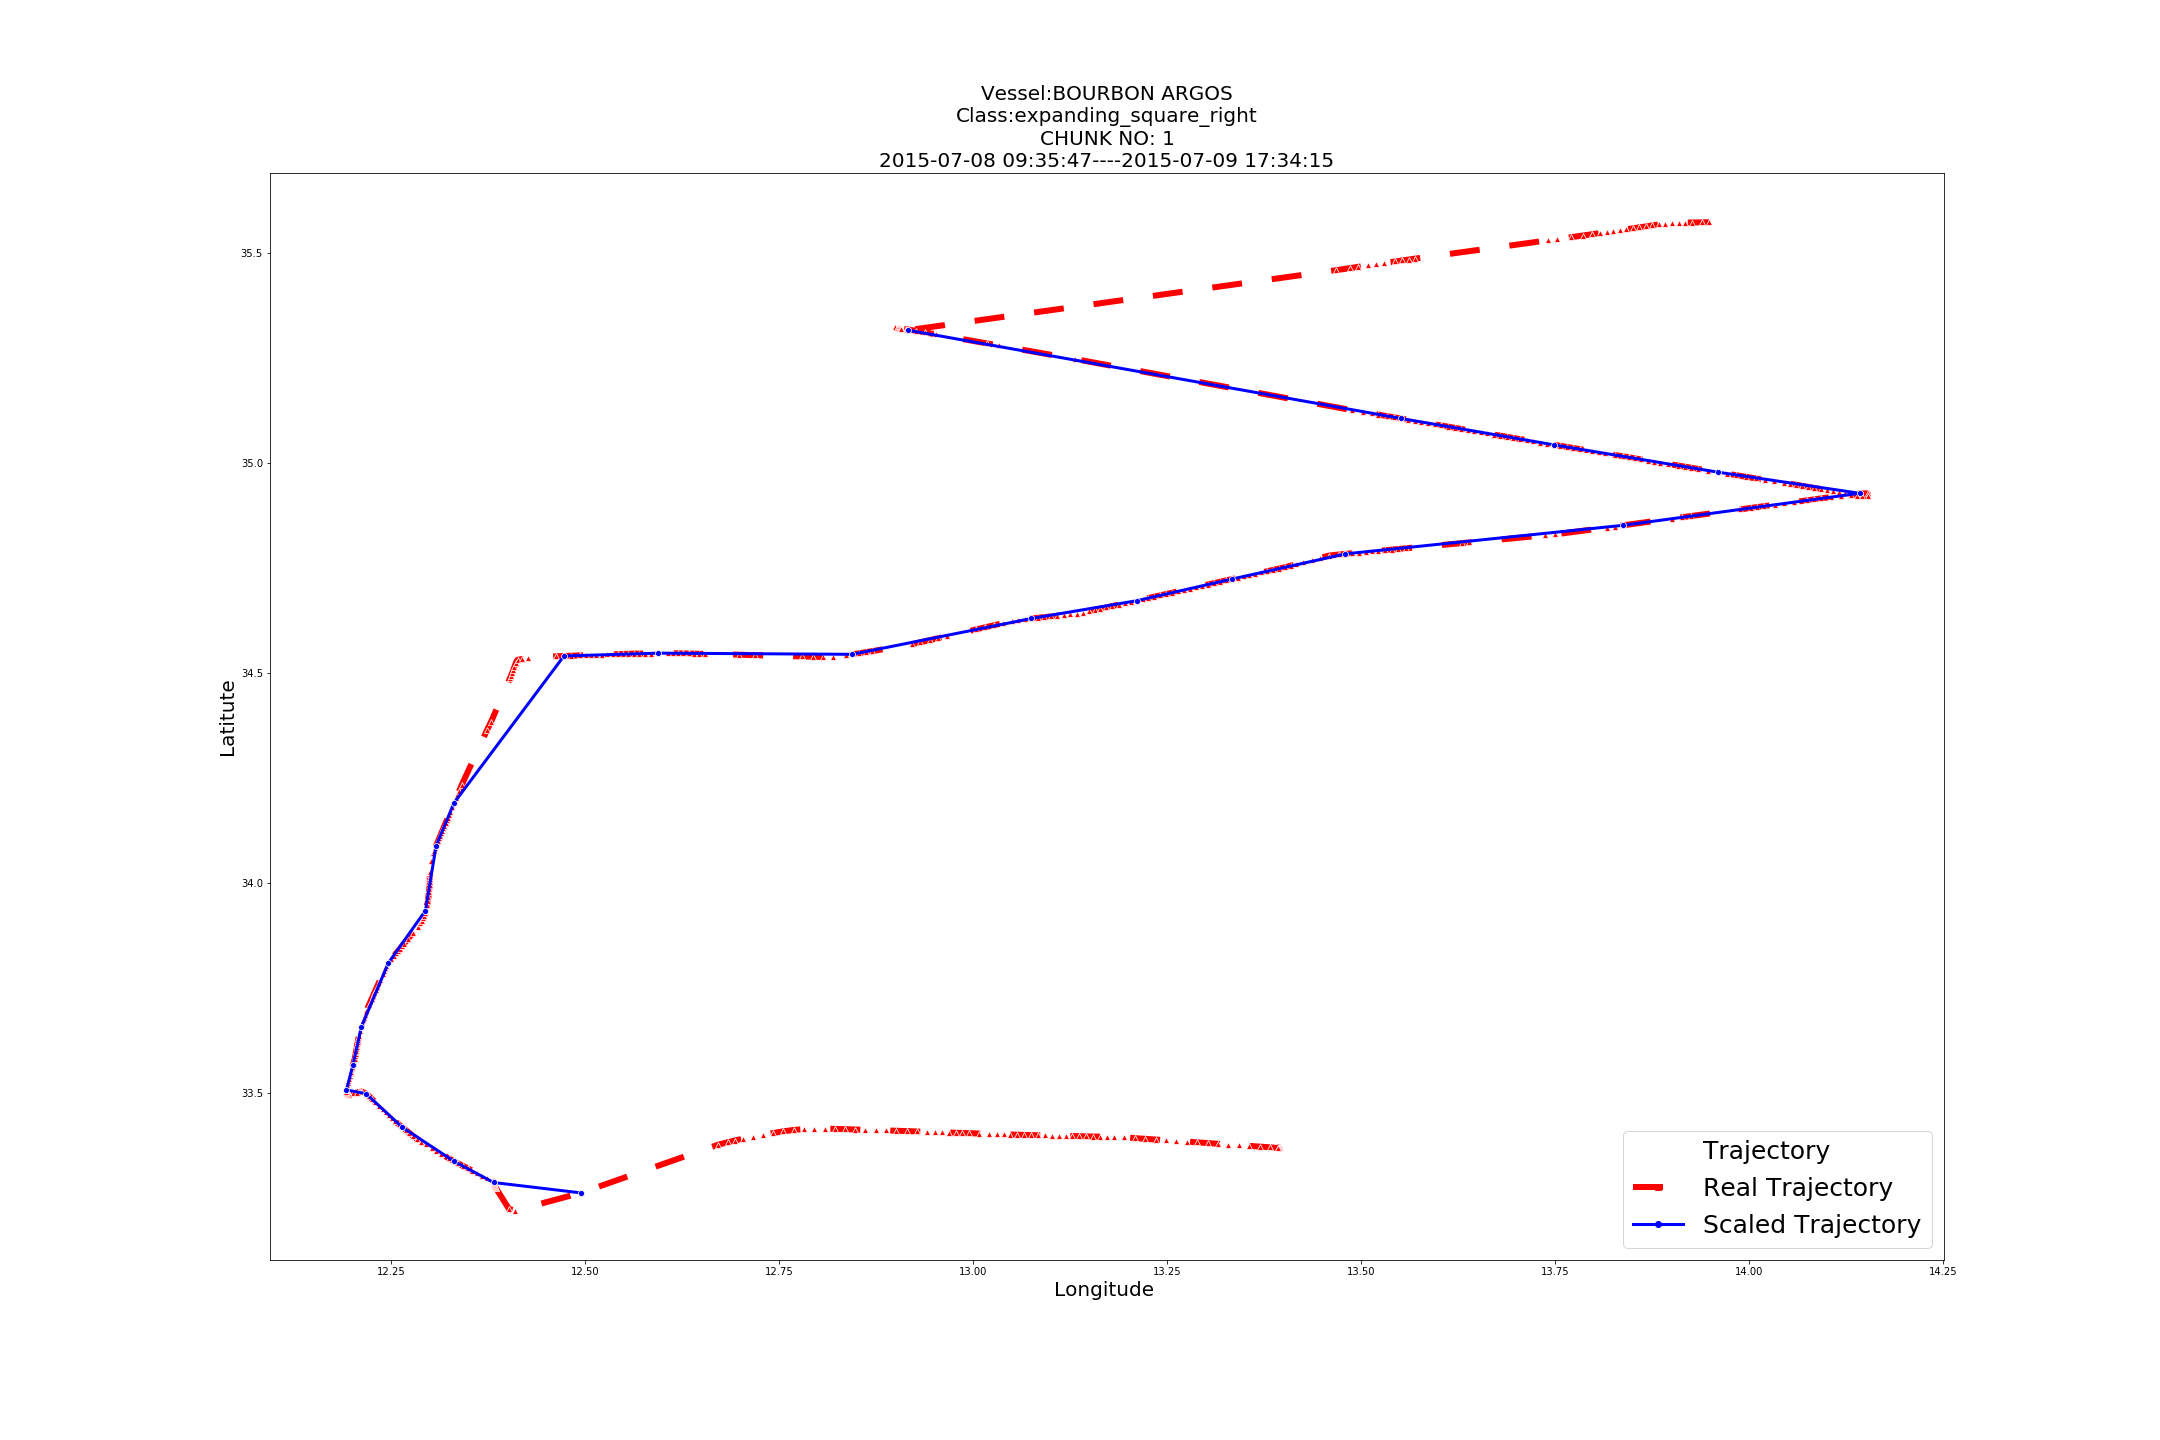 Vessel:BOURBON ARGOS
Class:expanding_square_right
CHUNK NO: 1
2015-07-08 09:35:47----2015-07-09 17:34:15
35.5
35.0
34.5
34.0
33.5
Latitute
12.25 12.50 12.75 13.00 13.25 13.50 13.75 14.00 14.25
Longitude
Trajectory
Real Trajectory
Scaled Trajectory